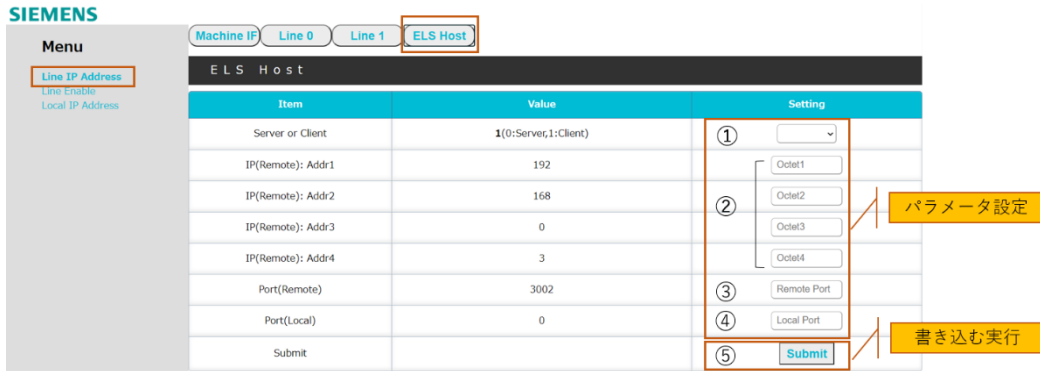 SIEMENS
Menu
Line IP Address
Line Enable
Local IP Address
Machine IF Line 0 Line 1 ELS Host
ELS Host
Item Value Setting
Server or Client 1(0:Server,1:Client) ①
IP(Remote): Addr1 192 Octet1
IP(Remote): Addr2 168 ② Octet2
パラメータ設定
IP(Remote): Addr3 0 Octet3
IP(Remote): Addr4 3 Octet4
Port(Remote) 3002 ③ Remote Port
Port(Local) 0 ④ Local Port
書き込む実行
Submit ⑤ Submit